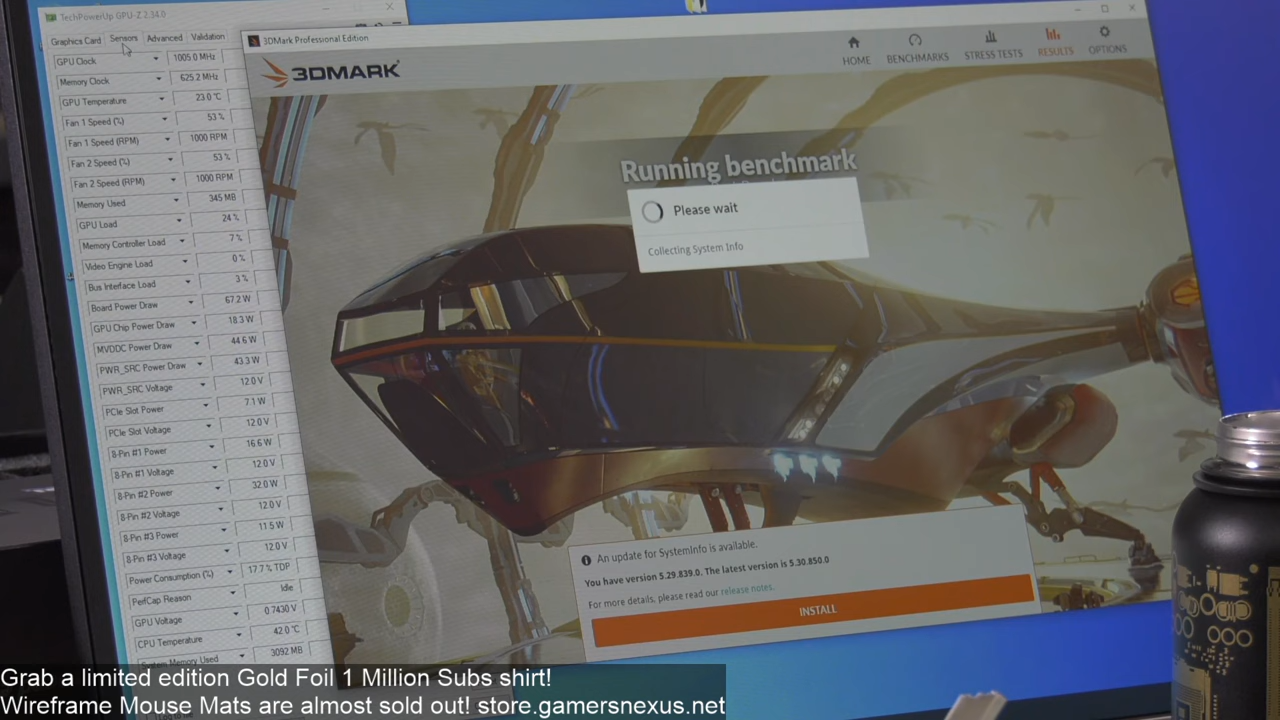 TechPowerUp GPU-Z 2.34.0
Graphics Card Sensors Advanced Validation
GPU Clock 1005.0 MHz
Memory Clock 625.2 MHz
GPU Temperature 23.0 °C
Fan 1 Speed (%) 53 %
Fan 1 Speed (RPM) 1000 RPM
Fan 2 Speed (%) 53 %
Fan 2 Speed (RPM) 1000 RPM
Memory Used 345 MB
GPU Load 24 %
Memory Controller Load 7 %
Video Engine Load 0 %
Bus Interface Load 3 %
Board Power Draw 67.2 W
GPU Chip Power Draw 18.3 W
MVDDC Power Draw 44.6 W
PWR_SRC Power Draw 43.3 W
PWR_SRC Voltage 12.0 V
PCIe Slot Power 7.1 W
PCIe Slot Voltage 12.0 V
8-Pin #1 Power 16.6 W
8-Pin #1 Voltage 12.0 V
8-Pin #2 Power 32.0 W
8-Pin #2 Voltage 12.0 V
8-Pin #3 Power 11.5 W
8-Pin #3 Voltage 12.0 V
Power Consumption (%) 17.7 % TDP
PerfCap Reason Idle
GPU Voltage 0.7430 V
CPU Temperature 42.0 °C
System Memory Used 3092 MB
3DMark Professional Edition
3DMARK
HOME BENCHMARKS STRESS TESTS RESULTS OPTIONS
Running benchmark
Please wait
Collecting System Info
An update for SystemInfo is available.
You have version 5.29.839.0. The latest version is 5.30.850.0
For more details, please read our release notes.
INSTALL
Grab a limited edition Gold Foil 1 Million Subs shirt!
Wireframe Mouse Mats are almost sold out! store.gamersnexus.net